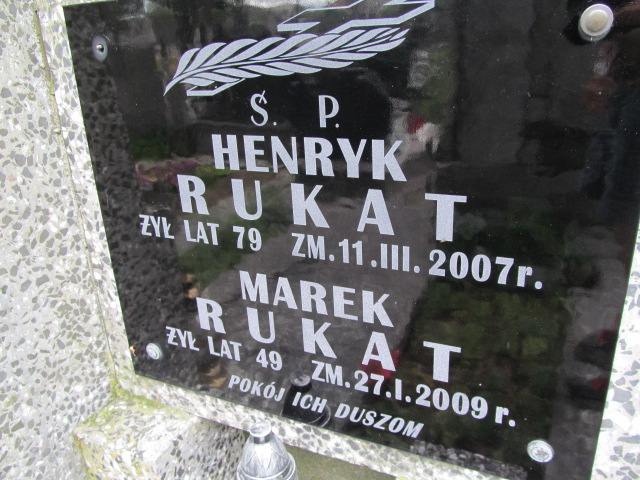 Ś. P.
HENRYK
RUKAT
ŻYŁ LAT 79 ZM. 11. III. 2007 r.
MAREK
RUKAT
ŻYŁ LAT 49 ZM. 27. I. 2009 r.
POKÓJ ICH DUSZOM